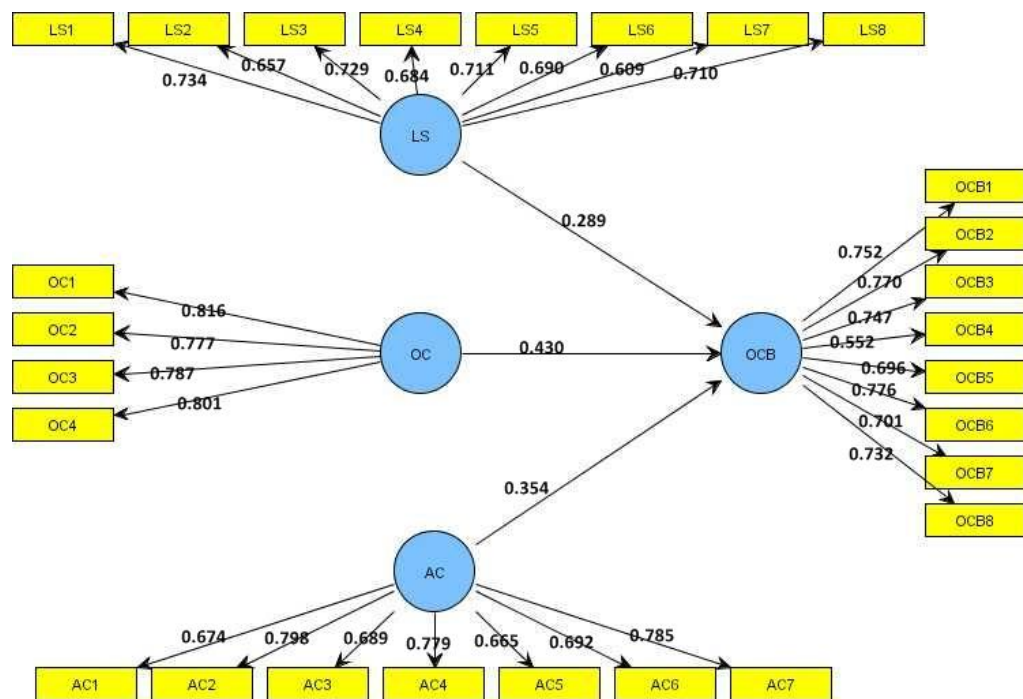 LS1 LS2 LS3 LS4 LS5 LS6 LS7 LS8
0.734 0.657 0.729 0.684 0.711 0.690 0.609 0.710
LS
0.289
OC1
OC2
OC3
OC4
0.816
0.777
0.787
0.801
OC
0.430
OCB
0.752
0.770
0.747
0.552
0.696
0.776
0.701
0.732
OCB1
OCB2
OCB3
OCB4
OCB5
OCB6
OCB7
OCB8
0.354
AC
0.674 0.798 0.689 0.779 0.665 0.692 0.785
AC1 AC2 AC3 AC4 AC5 AC6 AC7